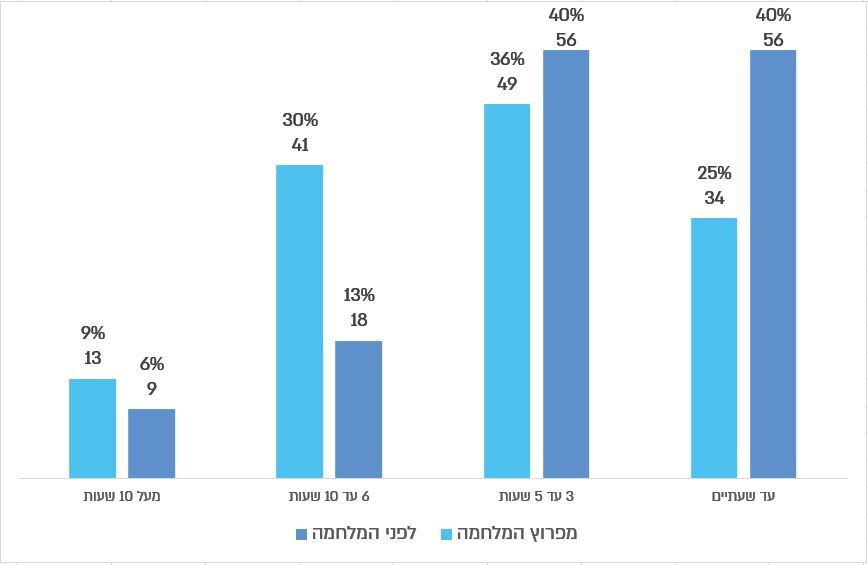 40%
56
40%
56
36%
49
30%
41
25%
34
13%
18
9%
13
6%
9
עד שעתיים
3 עד 5 שעות
6 עד 10 שעות
מעל 10 שעות
מפרוץ המלחמה
לפני המלחמה